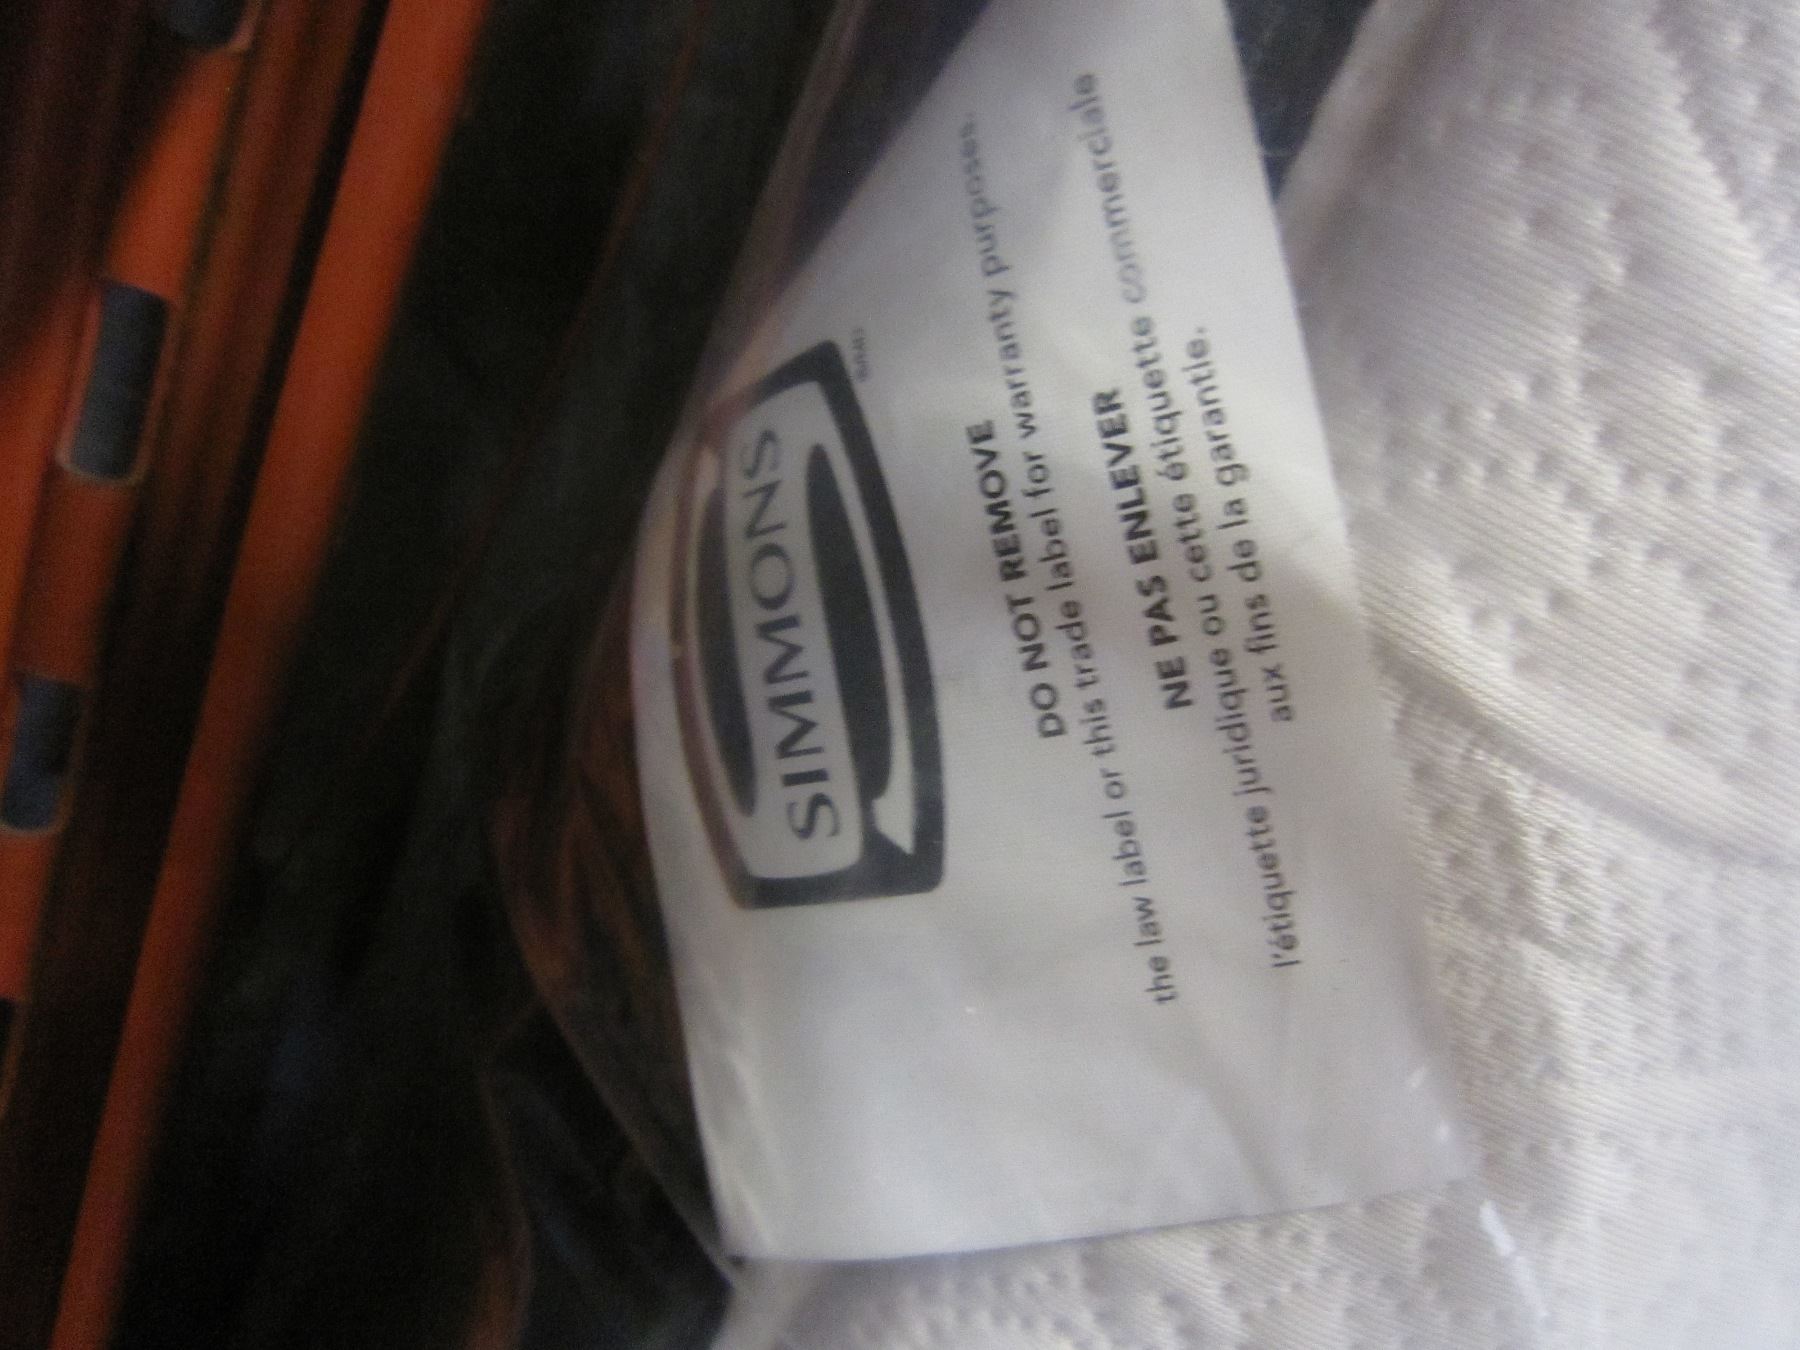 SIMMONS
DO NOT REMOVE
the law label or this trade label for warranty purposes.
NE PAS ENLEVER
l'étiquette juridique ou cette étiquette commerciale
aux fins de la garantie.